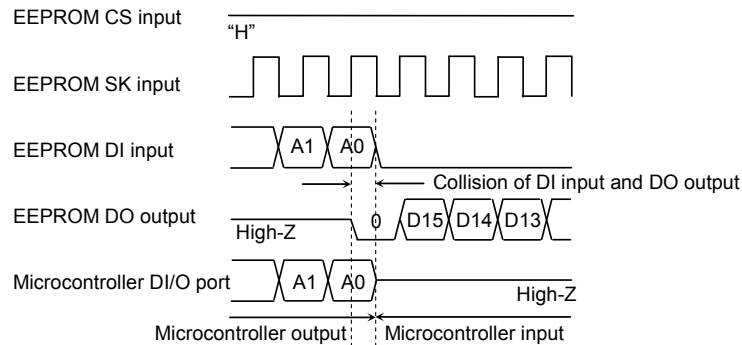 EEPROM CS input
“H”
EEPROM SK input
EEPROM DI input
A1 A0
Collision of DI input and DO output
EEPROM DO output
High-Z
0 D15 D14 D13
Microcontroller DI/O port
A1 A0
High-Z
Microcontroller output Microcontroller input